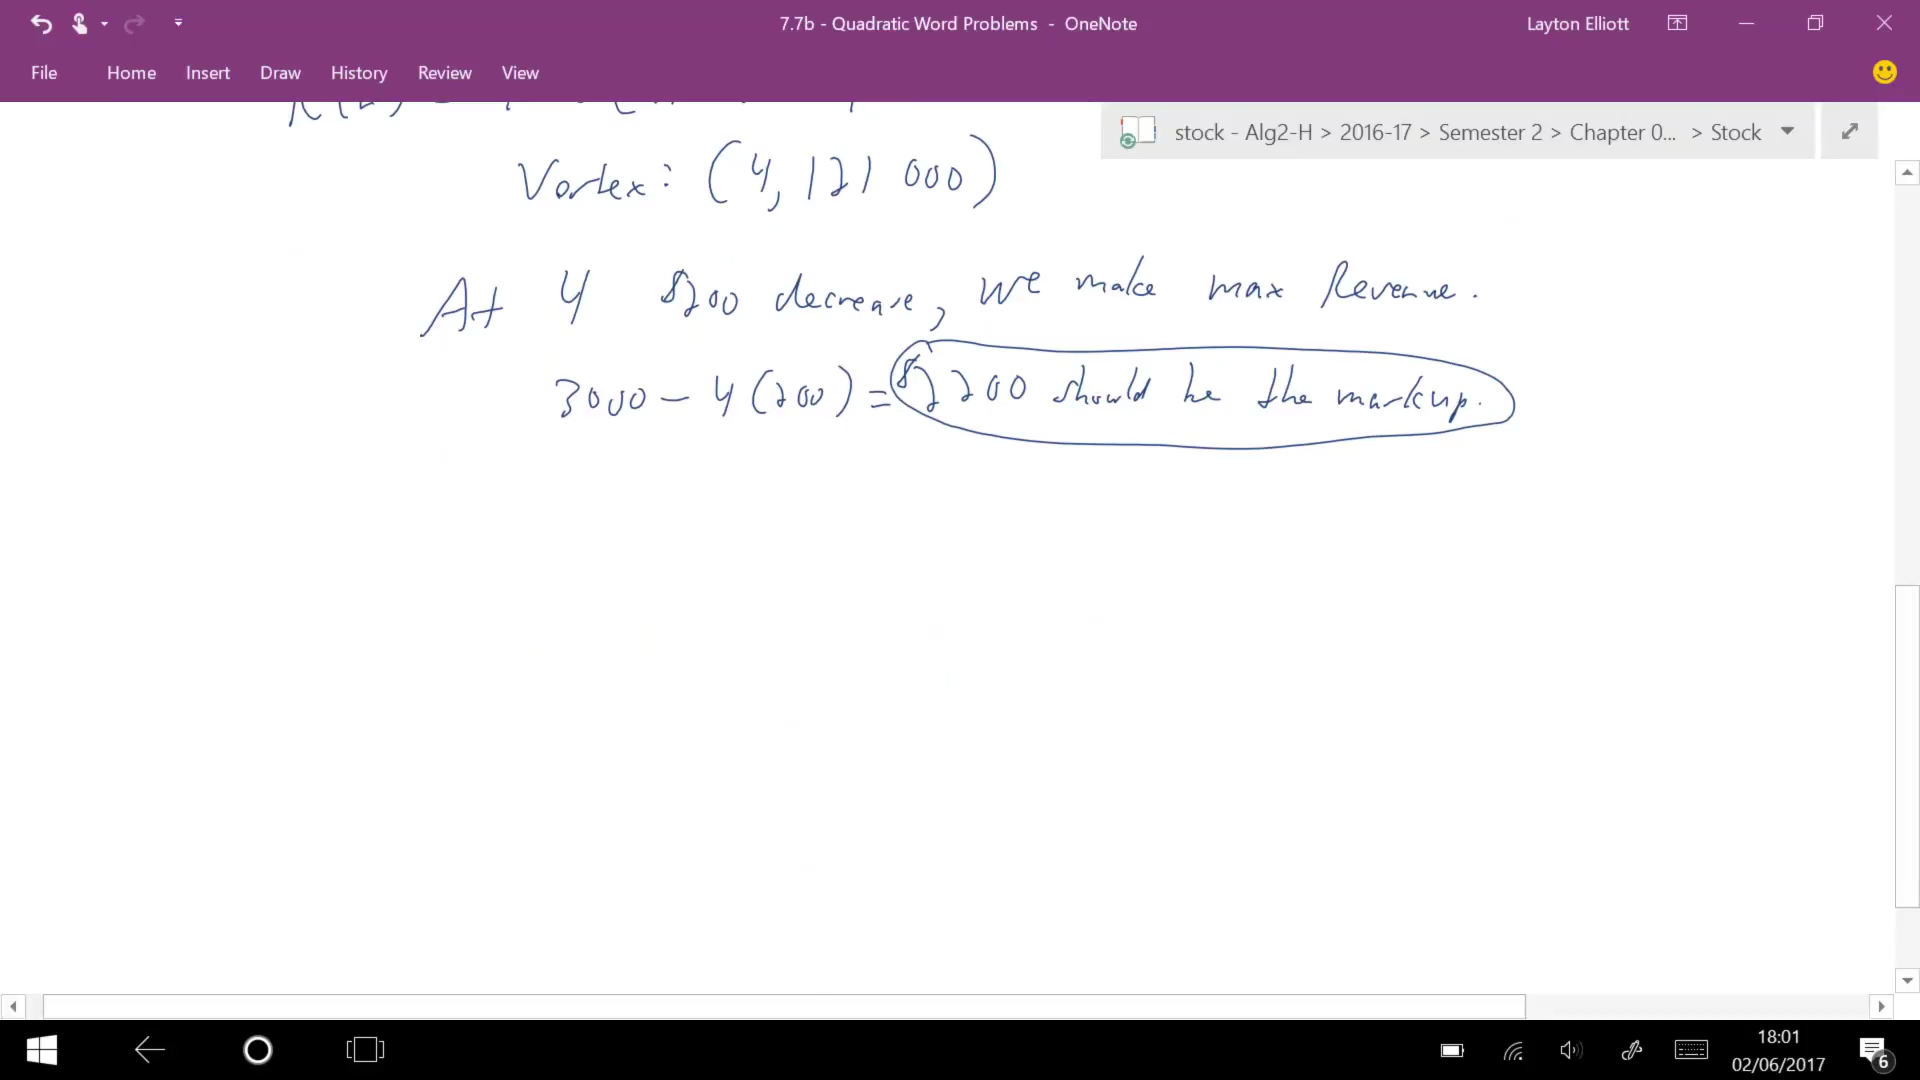 7.7b - Quadratic Word Problems - OneNote
Layton Elliott
File Home Insert Draw History Review View
stock - Alg2-H > 2016-17 > Semester 2 > Chapter 0... > Stock
Vertex: (4, 121 000)
At 4 $200 decrease, we make max Revenue.
3000 - 4(200) = $2200 should be the markup.
18:01
02/06/2017
6